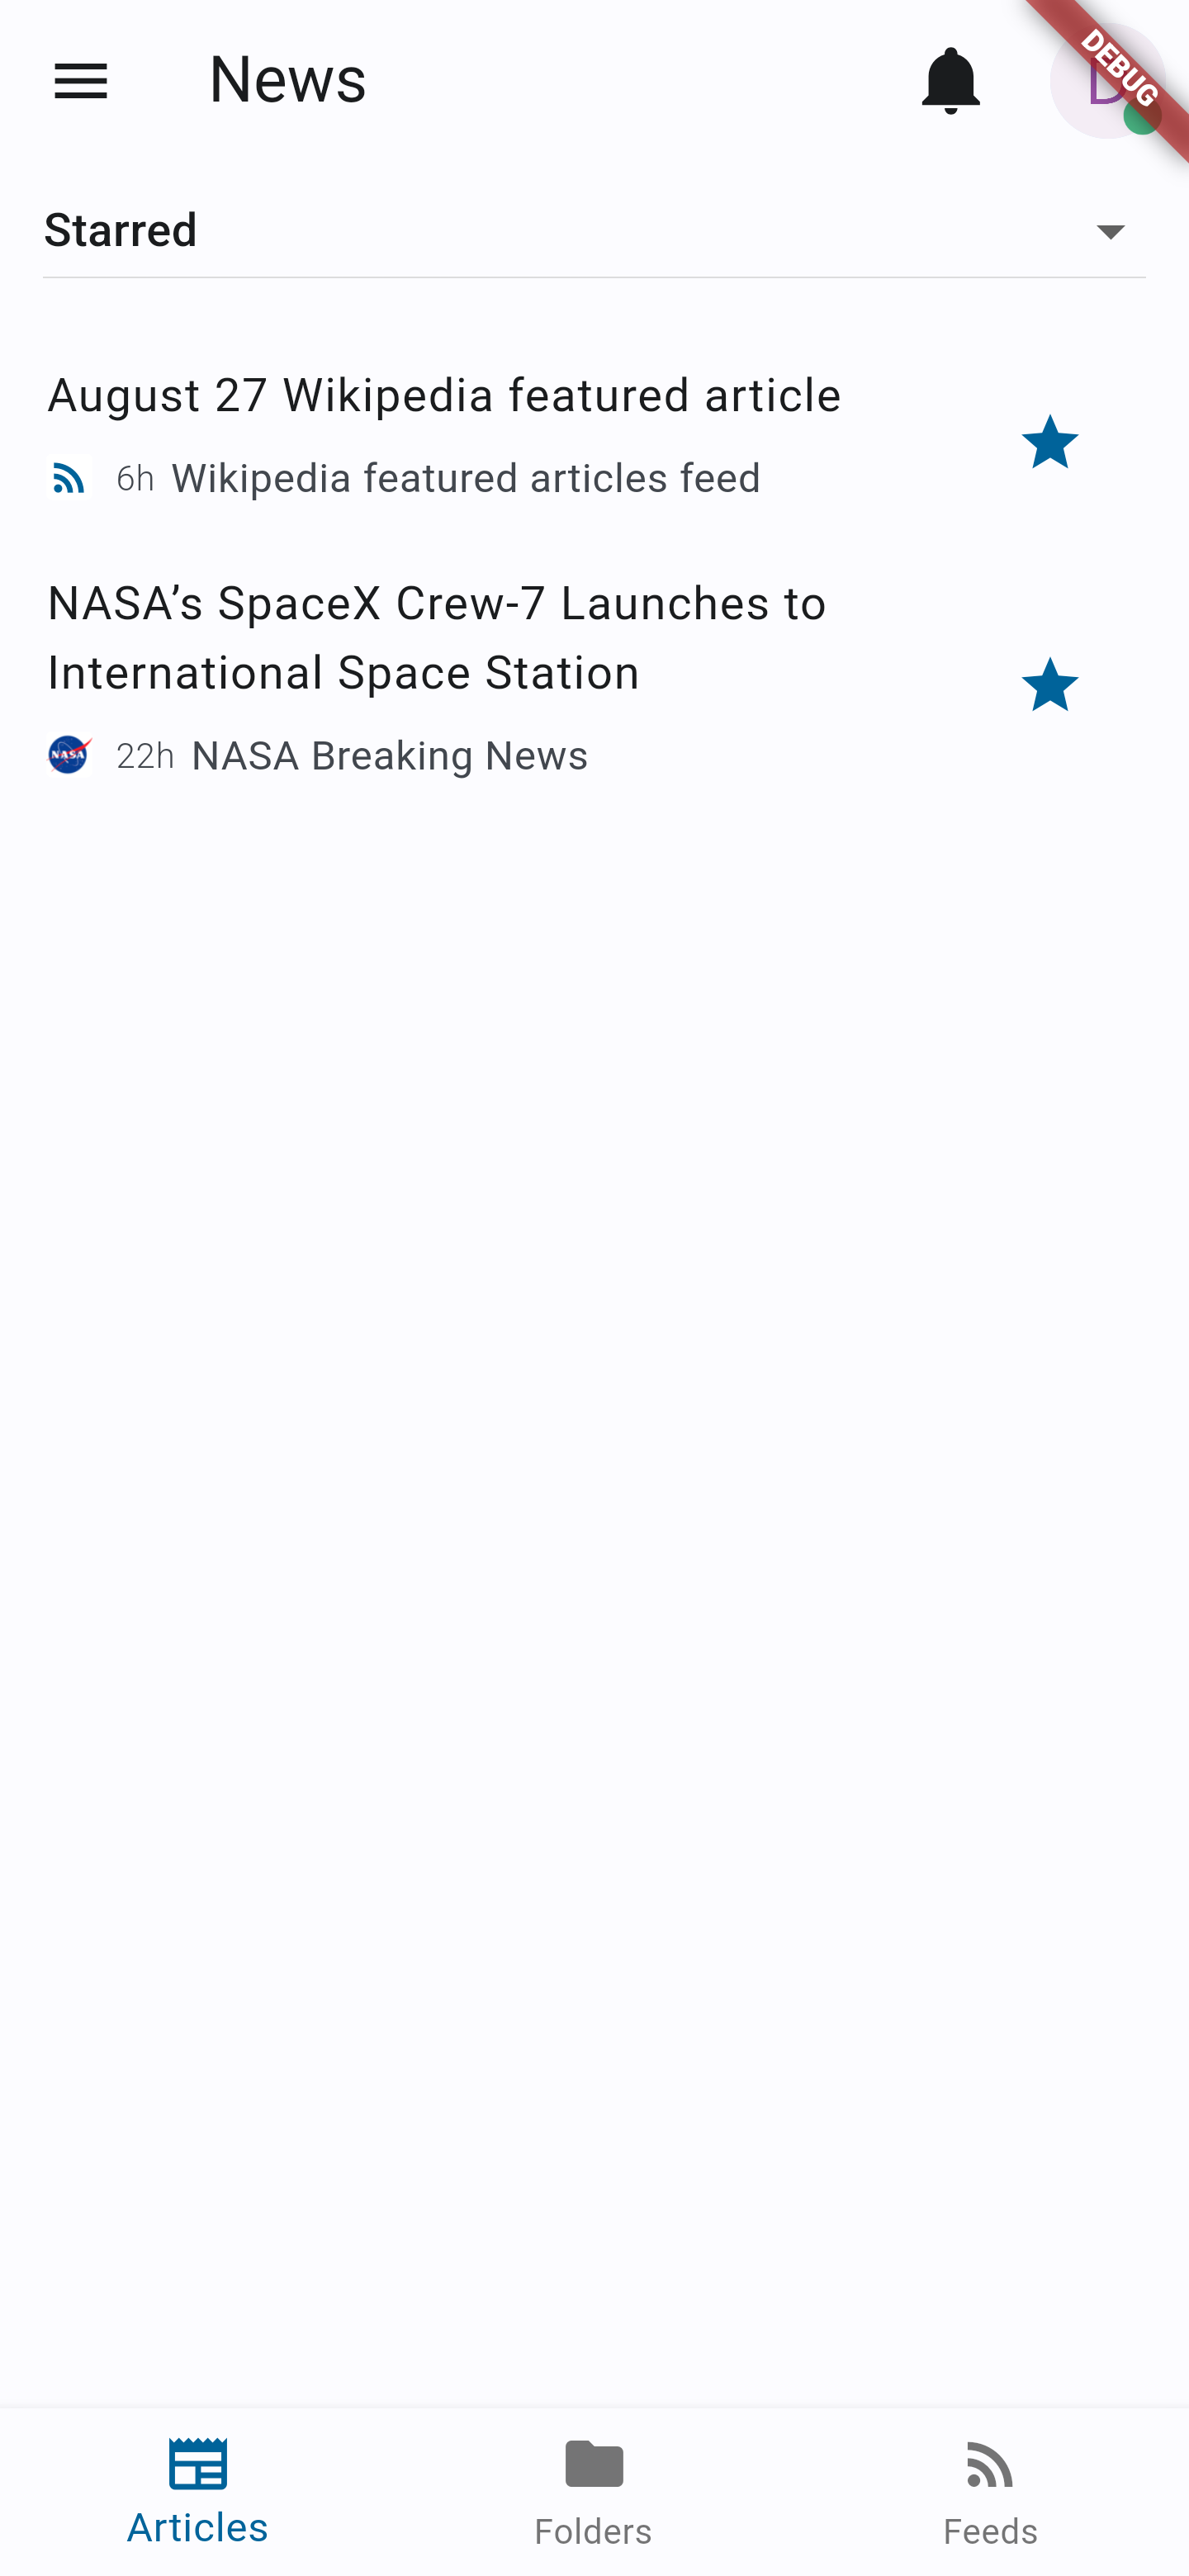 News
DEBUG
D
Starred
August 27 Wikipedia featured article
6h Wikipedia featured articles feed
NASA’s SpaceX Crew-7 Launches to
International Space Station
NASA
22h NASA Breaking News
Articles
Folders
Feeds